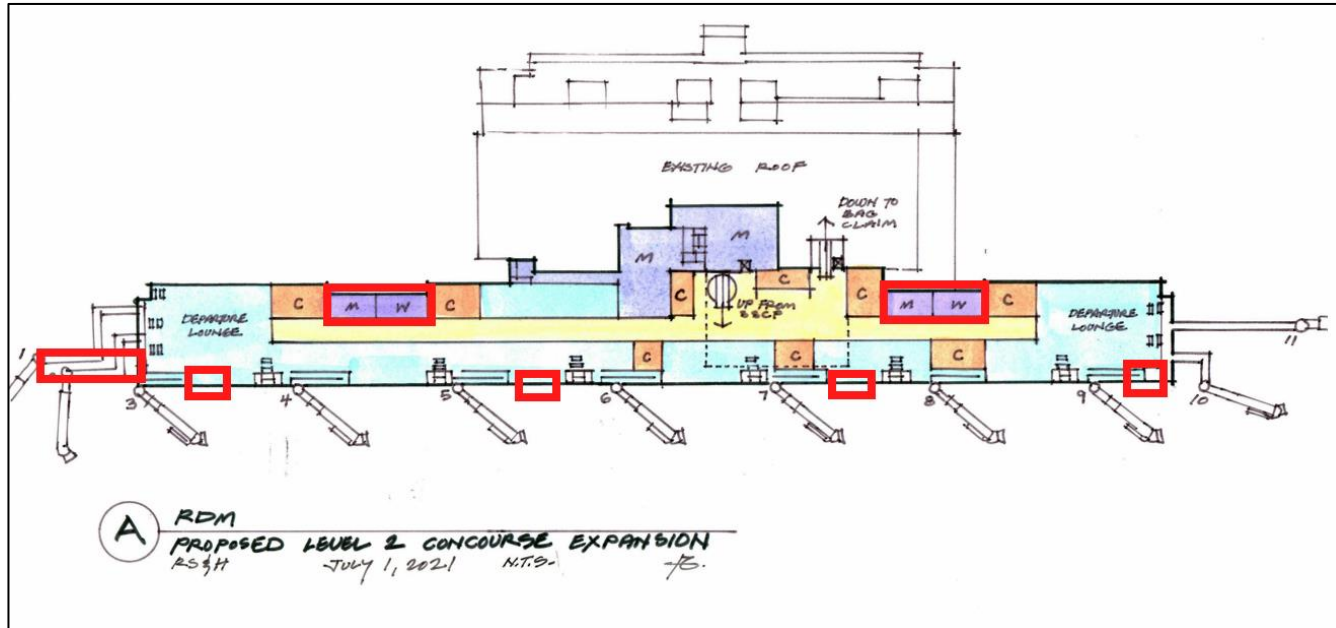 EXISTING ROOF
DOWN TO
BAG
CLAIM
M
M
C
C
UP FROM
SSCP
C
DEPARTURE
LOUNGE
C
M
W
C
C
M
W
C
DEPARTURE
LOUNGE
C
C
C
1
3
4
5
6
7
8
9
10
11
A
RDM
PROPOSED LEVEL 2 CONCOURSE EXPANSION
RS&H JULY 1, 2021 N.T.S.